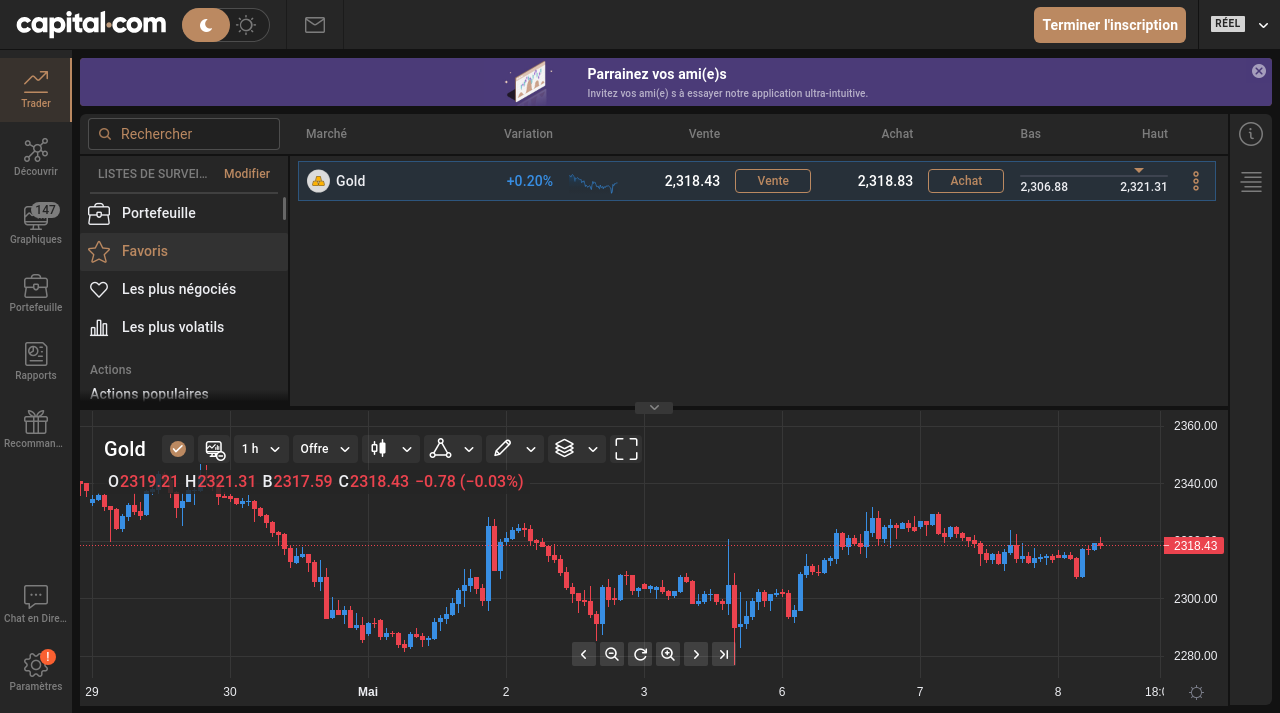 capital.com
Terminer l'inscription
RÉEL
Parrainez vos ami(e)s
Invitez vos ami(e) s à essayer notre application ultra-intuitive.
Trader
Découvrir
147
Graphiques
Portefeuille
Rapports
Recomman...
Chat en Dire...
!
Paramètres
Rechercher
LISTES DE SURVEI... Modifier
Portefeuille
Favoris
Les plus négociés
Les plus volatils
Actions
Actions populaires
Marché Variation Vente Achat Bas Haut
Gold +0.20% 2,318.43 Vente 2,318.83 Achat 2,306.88 2,321.31
Gold 1 h Offre
O2319.21 H2321.31 B2317.59 C2318.43 −0.78 (−0.03%)
2360.00
2340.00
2318.43
2300.00
2280.00
29 30 Mai 2 3 6 7 8